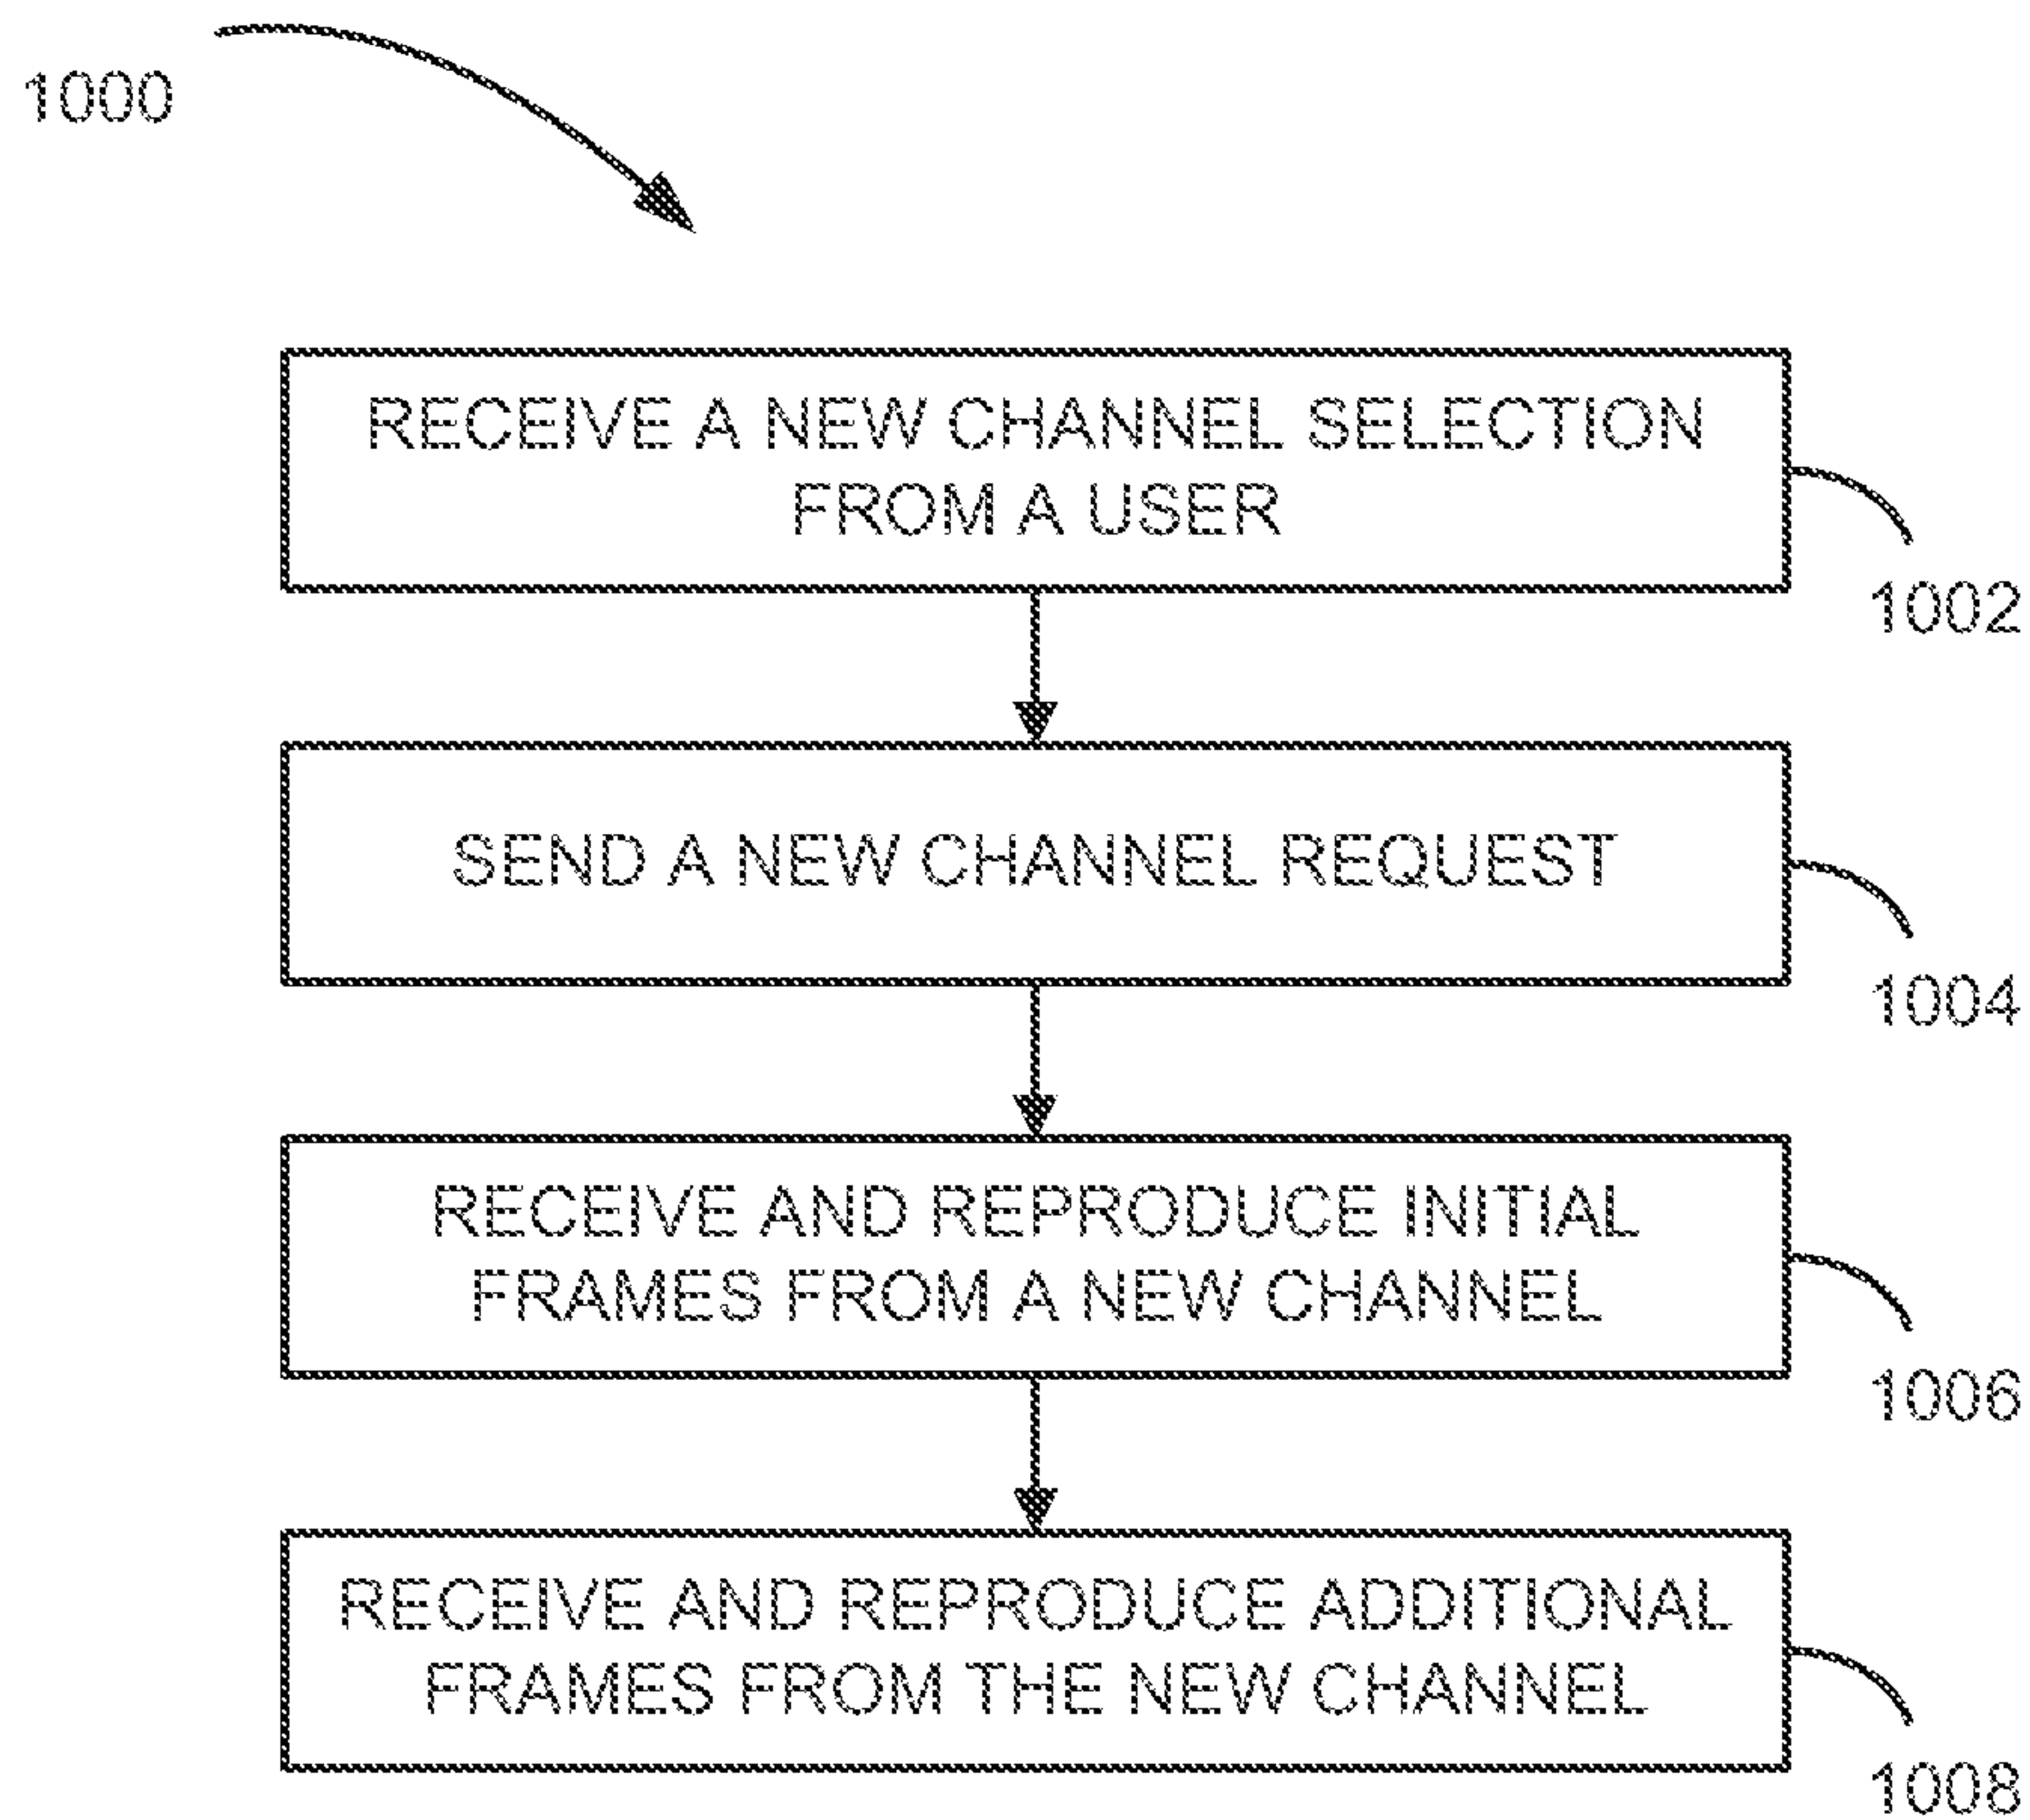 1000
RECEIVE A NEW CHANNEL SELECTION
FROM A USER
1002
SEND A NEW CHANNEL REQUEST
1004
RECEIVE AND REPRODUCE INITIAL
FRAMES FROM A NEW CHANNEL
1006
RECEIVE AND REPRODUCE ADDITIONAL
FRAMES FROM THE NEW CHANNEL
1008